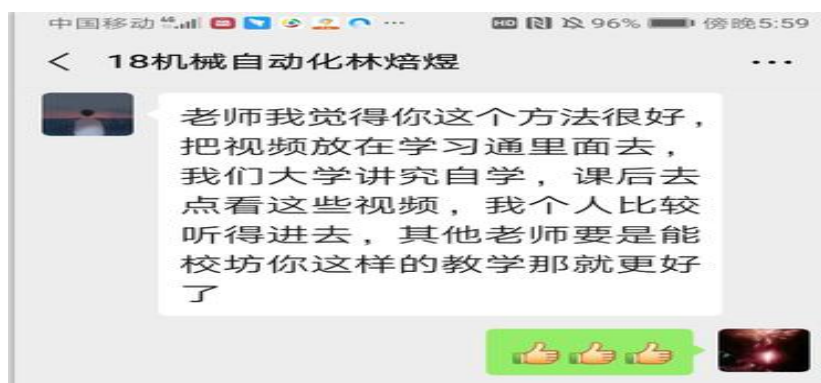 中国移动 4G ... HD N 96% 傍晚5:59
< 18机械自动化林焙煜 ...
老师我觉得你这个方法很好，
把视频放在学习通里面去，
我们大学讲究自学，课后去
点看这些视频，我个人比较
听得进去，其他老师要是能
校坊你这样的教学那就更好
了
👍👍👍